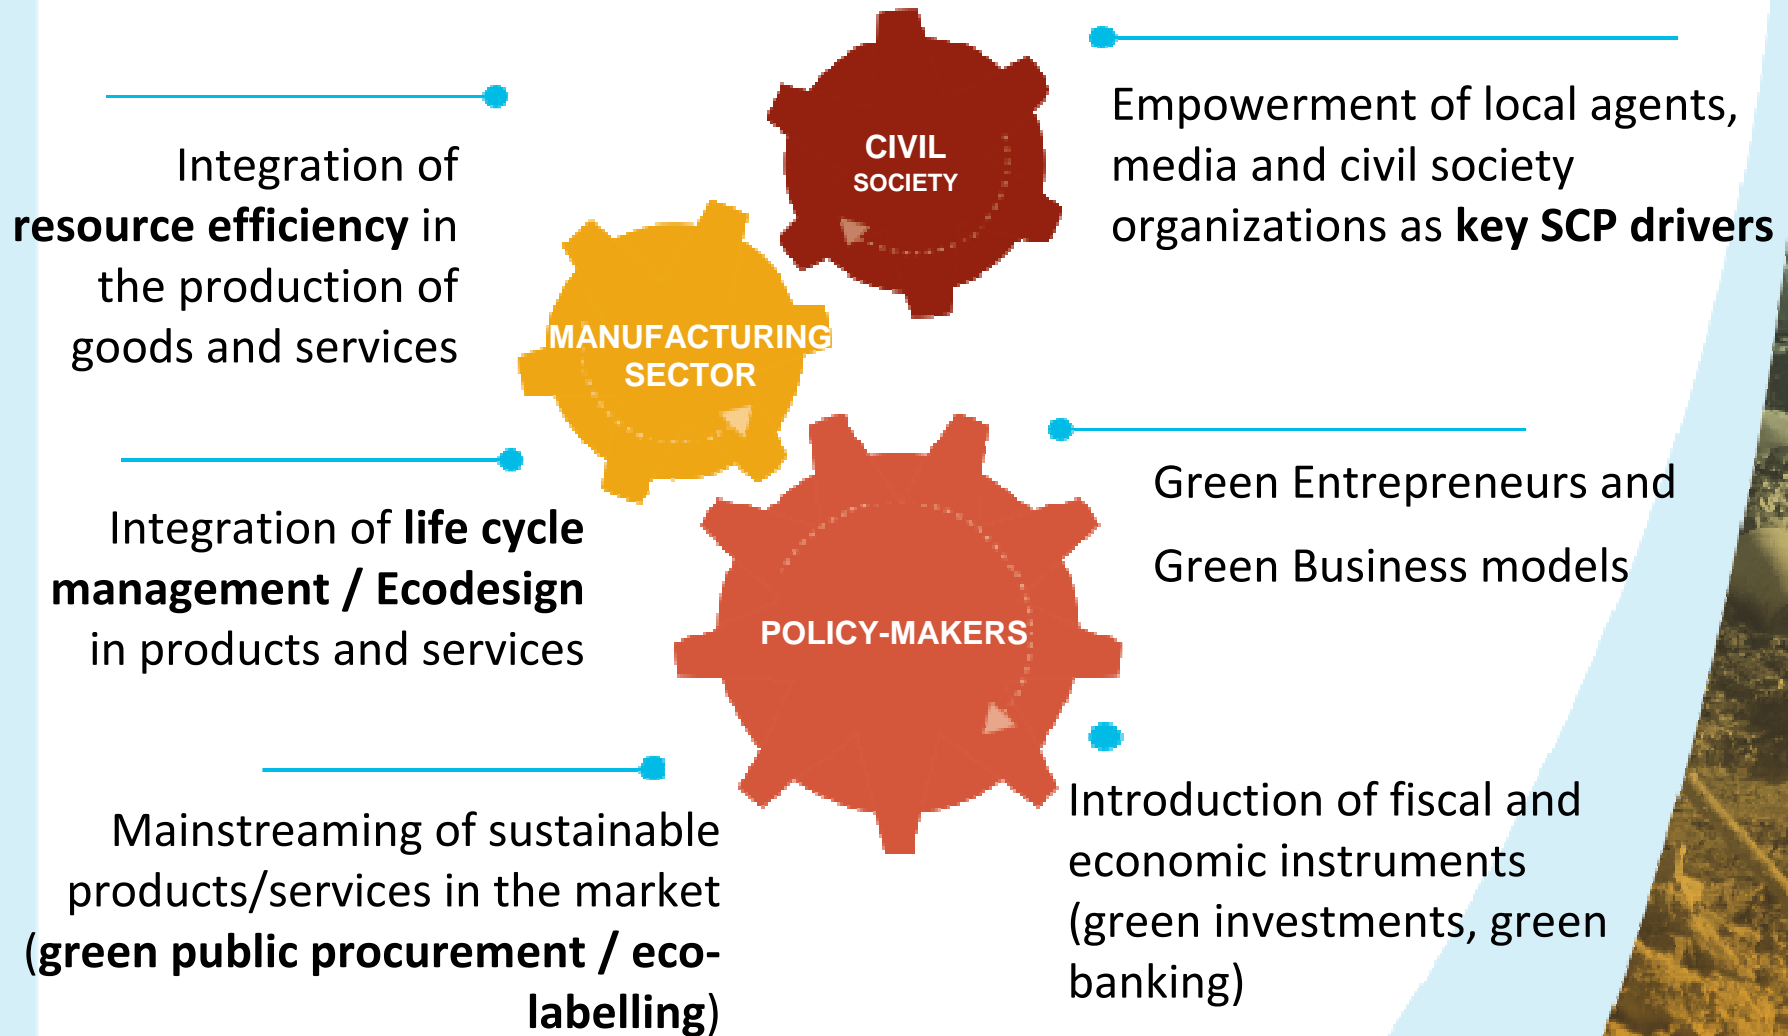 Integration of
resource efficiency in
the production of
goods and services
Integration of life cycle
management / Ecodesign
in products and services
Mainstreaming of sustainable
products/services in the market
(green public procurement / eco-
labelling)
CIVIL
SOCIETY
MANUFACTURING
SECTOR
POLICY-MAKERS
Empowerment of local agents,
media and civil society
organizations as key SCP drivers
Green Entrepreneurs and
Green Business models
Introduction of fiscal and
economic instruments
(green investments, green
banking)